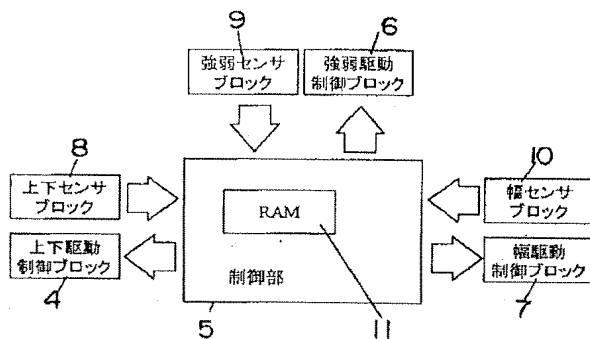 9
6
強弱センサ
ブロック
強弱駆動
制御ブロック
8
10
上下センサ
ブロック
幅センサ
ブロック
RAM
上下駆動
制御ブロック
幅駆動
制御ブロック
制御部
4
5
11
7